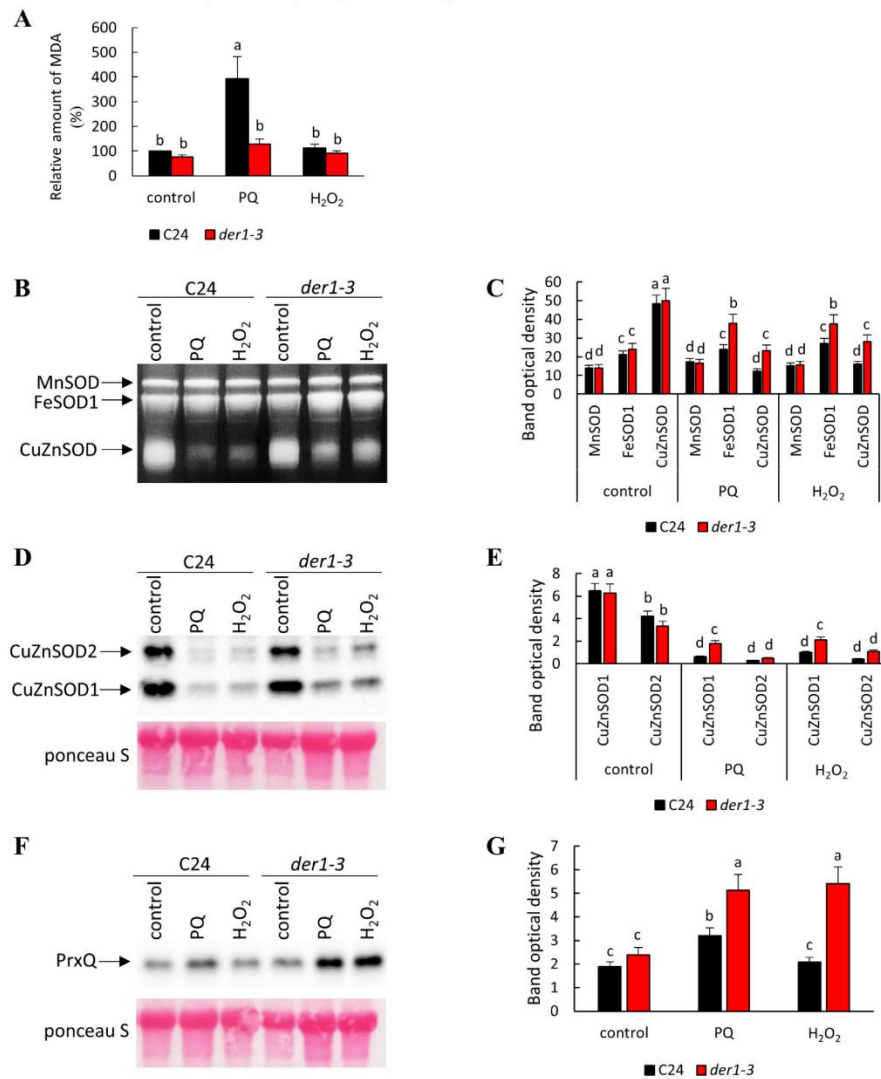 A
Relative amount of MDA
(%)
600
500
400
300
200
100
0
b b
a
b
b b
control PQ H₂O₂
C24 der1-3
B
C24 der1-3
control PQ H₂O₂ control PQ H₂O₂
MnSOD
FeSOD1
CuZnSOD
C
Band optical density
60
50
40
30
20
10
0
d d c c a a d d c b d c d d c b d c
MnSOD FeSOD1 CuZnSOD MnSOD FeSOD1 CuZnSOD MnSOD FeSOD1 CuZnSOD
control PQ H₂O₂
C24 der1-3
D
C24 der1-3
control PQ H₂O₂ control PQ H₂O₂
CuZnSOD2
CuZnSOD1
ponceau S
E
Band optical density
8
6
4
2
0
a a b b d c d d d c d d
CuZnSOD1 CuZnSOD2 CuZnSOD1 CuZnSOD2 CuZnSOD1 CuZnSOD2
control PQ H₂O₂
C24 der1-3
F
C24 der1-3
control PQ H₂O₂ control PQ H₂O₂
PrxQ
ponceau S
G
Band optical density
7
6
5
4
3
2
1
0
c c b a c a
control PQ H₂O₂
C24 der1-3